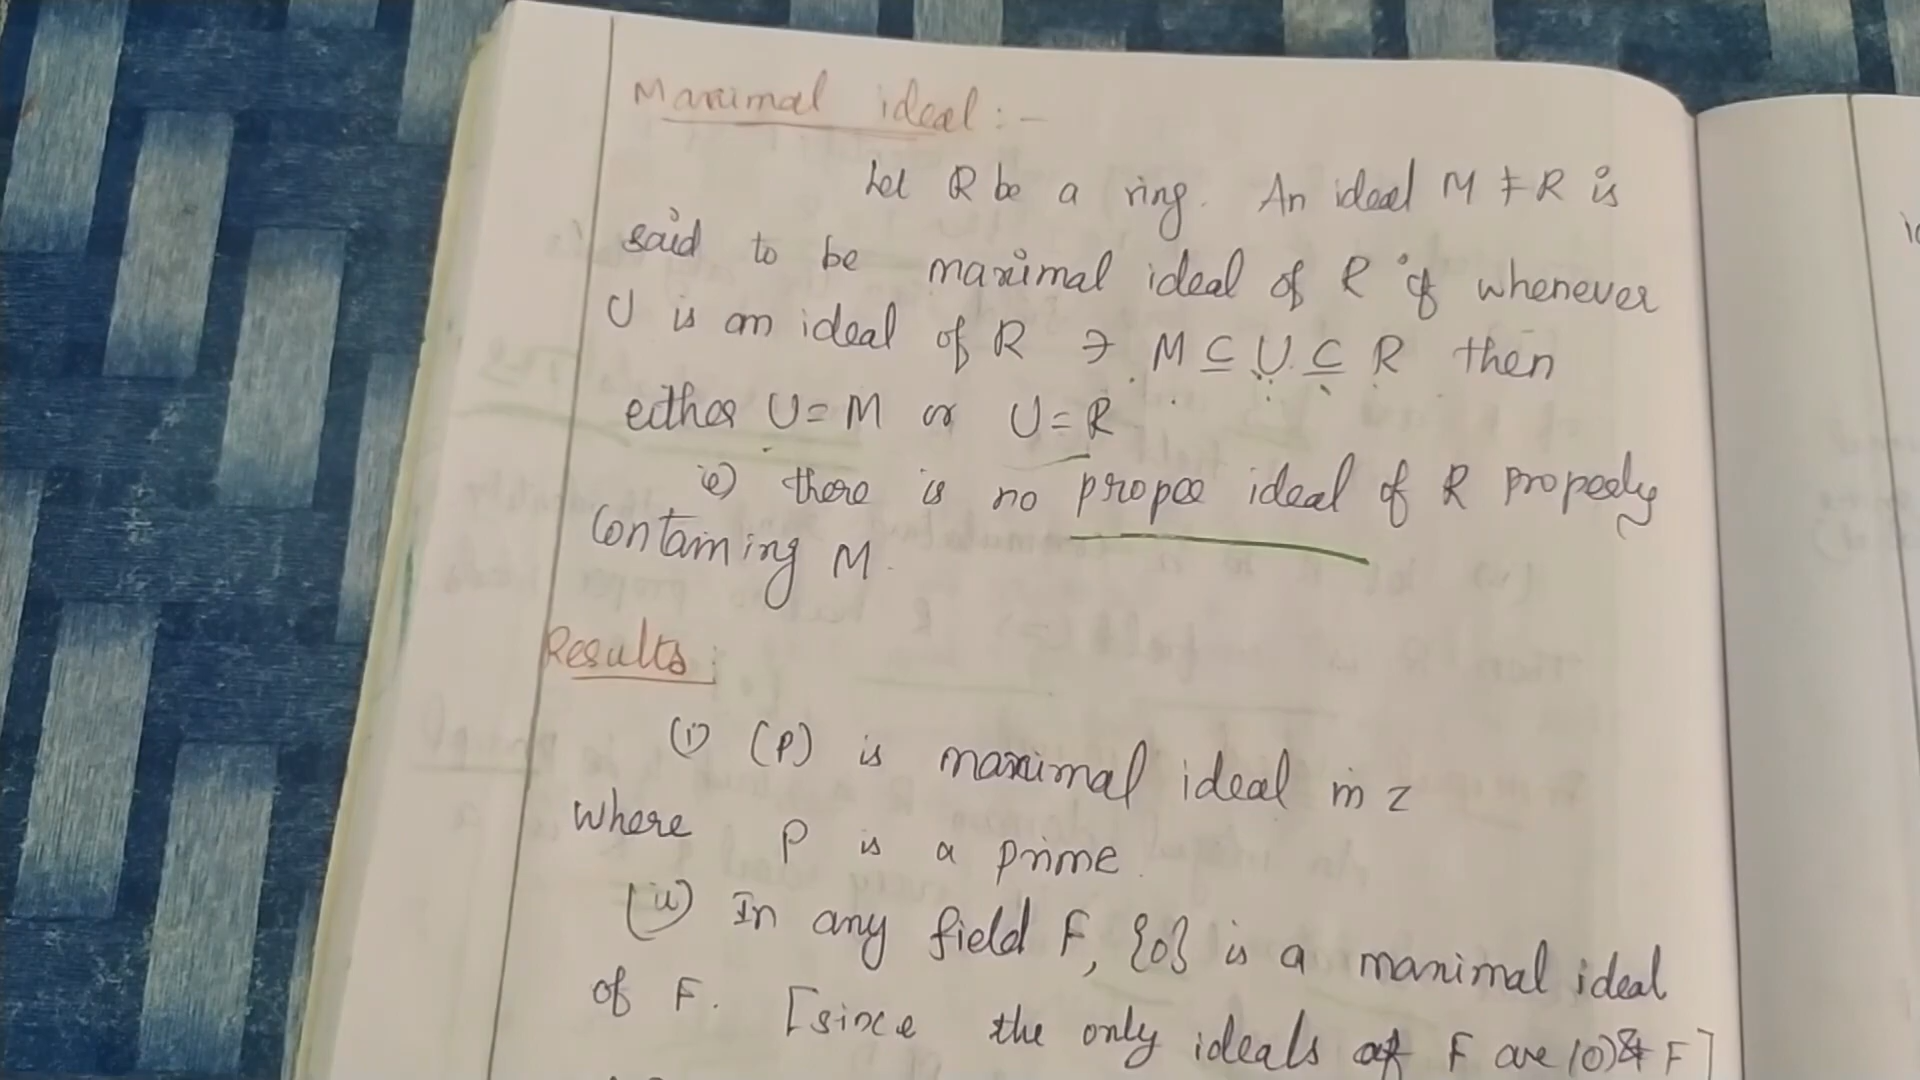 Maximal ideal :-
Let R be a ring. An ideal M ≠ R is
said to be maximal ideal of R if whenever
U is an ideal of R ∋ M ⊆ U ⊆ R then
either U = M or U = R
ie) there is no proper ideal of R properly
containing M.
Results :
(i) (P) is maximal ideal in Z
where P is a prime.
(ii) In any field F, {0} is a maximal ideal
of F. [since the only ideals of F are (0) & F]